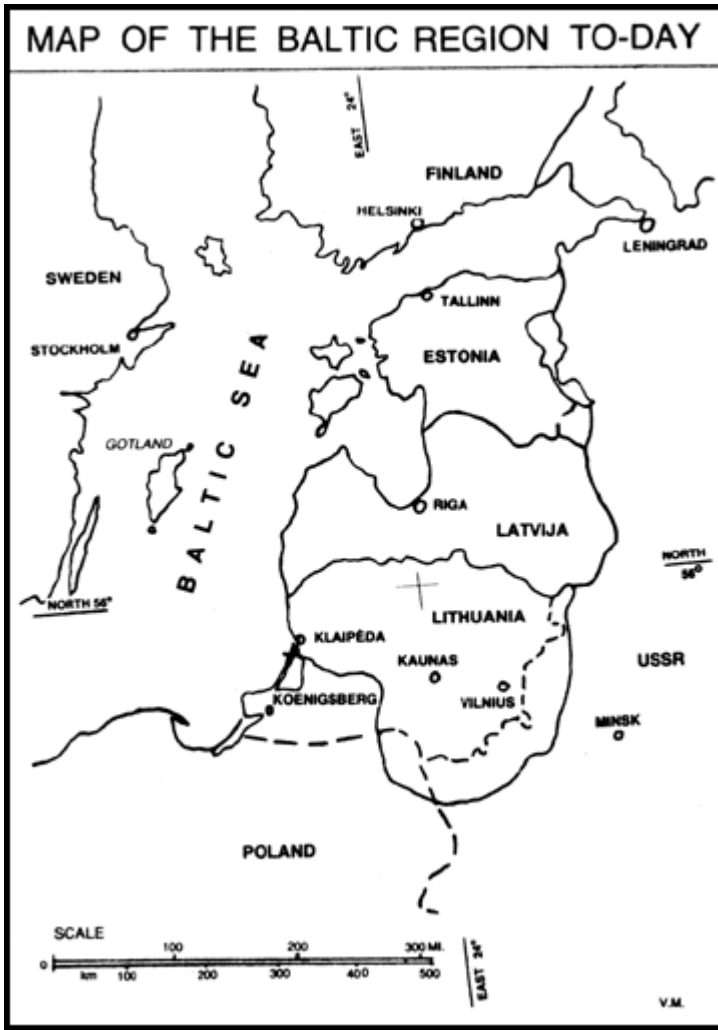 MAP OF THE BALTIC REGION TO-DAY
EAST 24°
FINLAND
HELSINKI
LENINGRAD
SWEDEN
TALLINN
STOCKHOLM
ESTONIA
BALTIC SEA
GOTLAND
RIGA
LATVIJA
NORTH 56°
NORTH
56°
LITHUANIA
KLAIPĖDA
KAUNAS
USSR
KOENIGSBERG
VILNIUS
MINSK
POLAND
SCALE
100 200 300 MI.
0
km 100 200 300 400 500
EAST 24°
V.M.